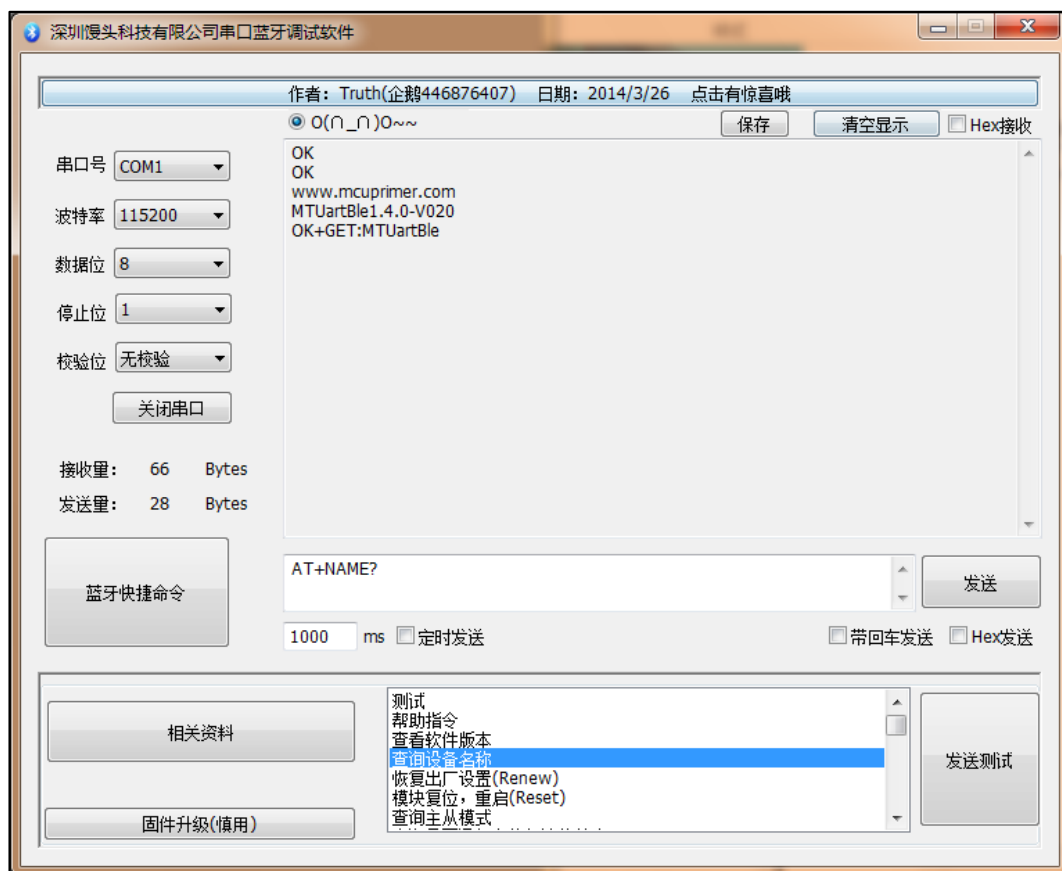 深圳馒头科技有限公司串口蓝牙调试软件
作者：Truth(企鹅446876407) 日期：2014/3/26 点击有惊喜哦
O(∩_∩)O~~
保存
清空显示
Hex接收
串口号 COM1
波特率 115200
数据位 8
停止位 1
校验位 无校验
关闭串口
接收量： 66 Bytes
发送量： 28 Bytes
OK
OK
www.mcuprimer.com
MTUartBle1.4.0-V020
OK+GET:MTUartBle
蓝牙快捷命令
AT+NAME?
发送
1000 ms 定时发送
带回车发送 Hex发送
相关资料
固件升级(慎用)
测试
帮助指令
查看软件版本
查询设备名称
恢复出厂设置(Renew)
模块复位，重启(Reset)
查询主从模式
发送测试